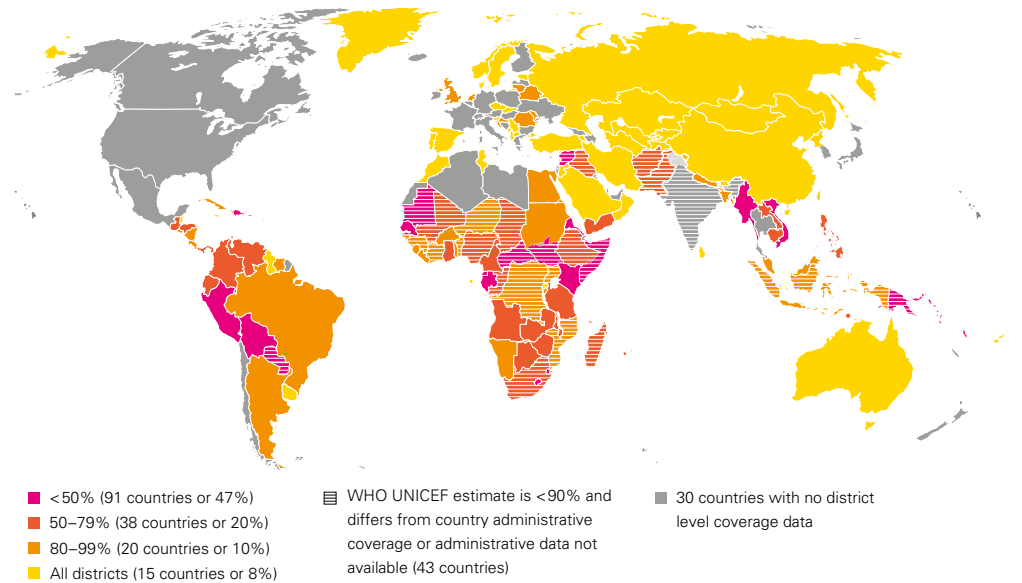 <50% (91 countries or 47%)
50–79% (38 countries or 20%)
80–99% (20 countries or 10%)
All districts (15 countries or 8%)
WHO UNICEF estimate is <90% and
differs from country administrative
coverage or administrative data not
available (43 countries)
30 countries with no district
level coverage data